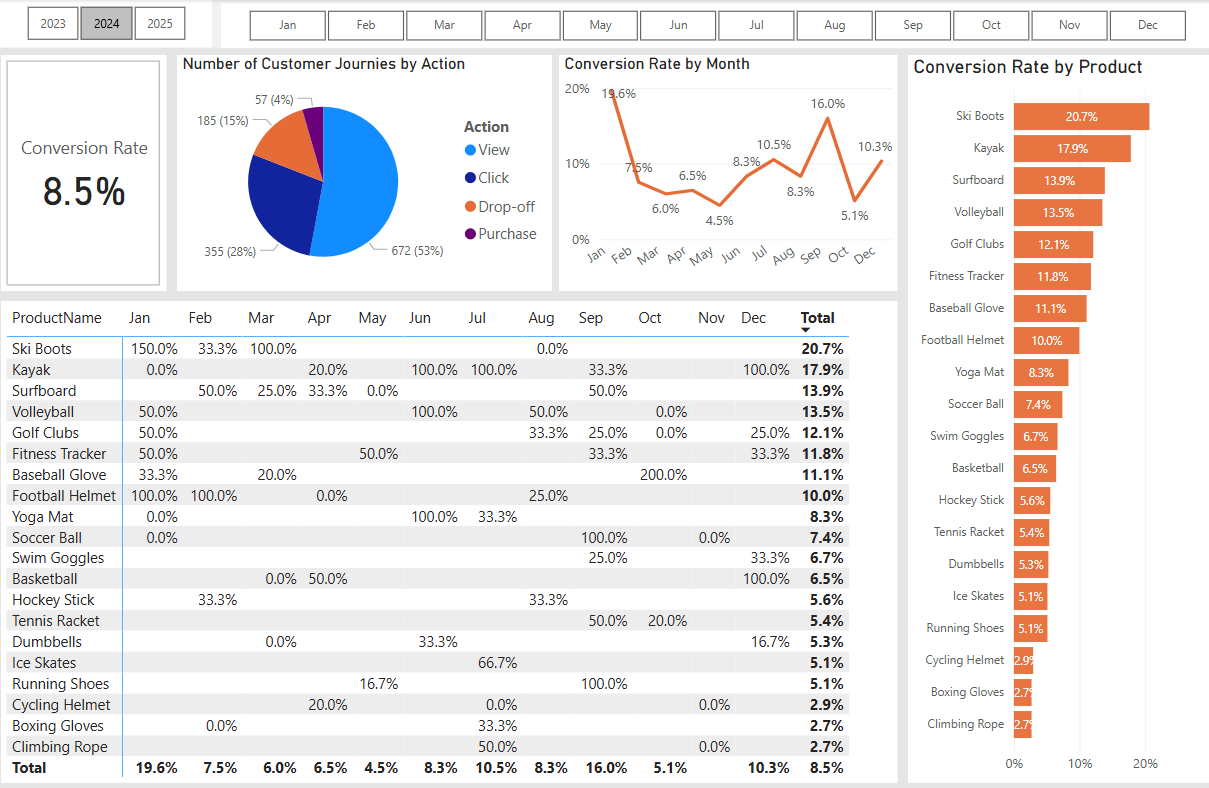 2023 2024 2025 Jan Feb Mar Apr May Jun Jul Aug Sep Oct Nov Dec
Conversion Rate
8.5%
Number of Customer Journies by Action
57 (4%)
185 (15%)
355 (28%)
672 (53%)
Action
View
Click
Drop-off
Purchase
Conversion Rate by Month
20%
10%
0%
19.6%
7.5%
6.0%
6.5%
4.5%
8.3%
10.5%
8.3%
16.0%
5.1%
10.3%
Jan Feb Mar Apr May Jun Jul Aug Sep Oct Dec
ProductName Jan Feb Mar Apr May Jun Jul Aug Sep Oct Nov Dec Total
Ski Boots 150.0% 33.3% 100.0% 0.0% 20.7%
Kayak 0.0% 20.0% 100.0% 100.0% 33.3% 100.0% 17.9%
Surfboard 50.0% 25.0% 33.3% 0.0% 50.0% 13.9%
Volleyball 50.0% 100.0% 50.0% 0.0% 13.5%
Golf Clubs 50.0% 33.3% 25.0% 0.0% 25.0% 12.1%
Fitness Tracker 50.0% 50.0% 33.3% 33.3% 11.8%
Baseball Glove 33.3% 20.0% 200.0% 11.1%
Football Helmet 100.0% 100.0% 0.0% 25.0% 10.0%
Yoga Mat 0.0% 100.0% 33.3% 8.3%
Soccer Ball 0.0% 100.0% 0.0% 7.4%
Swim Goggles 25.0% 33.3% 6.7%
Basketball 0.0% 50.0% 100.0% 6.5%
Hockey Stick 33.3% 33.3% 5.6%
Tennis Racket 50.0% 20.0% 5.4%
Dumbbells 0.0% 33.3% 16.7% 5.3%
Ice Skates 66.7% 5.1%
Running Shoes 16.7% 100.0% 5.1%
Cycling Helmet 20.0% 0.0% 0.0% 2.9%
Boxing Gloves 0.0% 33.3% 2.7%
Climbing Rope 50.0% 0.0% 2.7%
Total 19.6% 7.5% 6.0% 6.5% 4.5% 8.3% 10.5% 8.3% 16.0% 5.1% 10.3% 8.5%
Conversion Rate by Product
Ski Boots 20.7%
Kayak 17.9%
Surfboard 13.9%
Volleyball 13.5%
Golf Clubs 12.1%
Fitness Tracker 11.8%
Baseball Glove 11.1%
Football Helmet 10.0%
Yoga Mat 8.3%
Soccer Ball 7.4%
Swim Goggles 6.7%
Basketball 6.5%
Hockey Stick 5.6%
Tennis Racket 5.4%
Dumbbells 5.3%
Ice Skates 5.1%
Running Shoes 5.1%
Cycling Helmet 2.9%
Boxing Gloves 2.7%
Climbing Rope 2.7%
0% 10% 20%